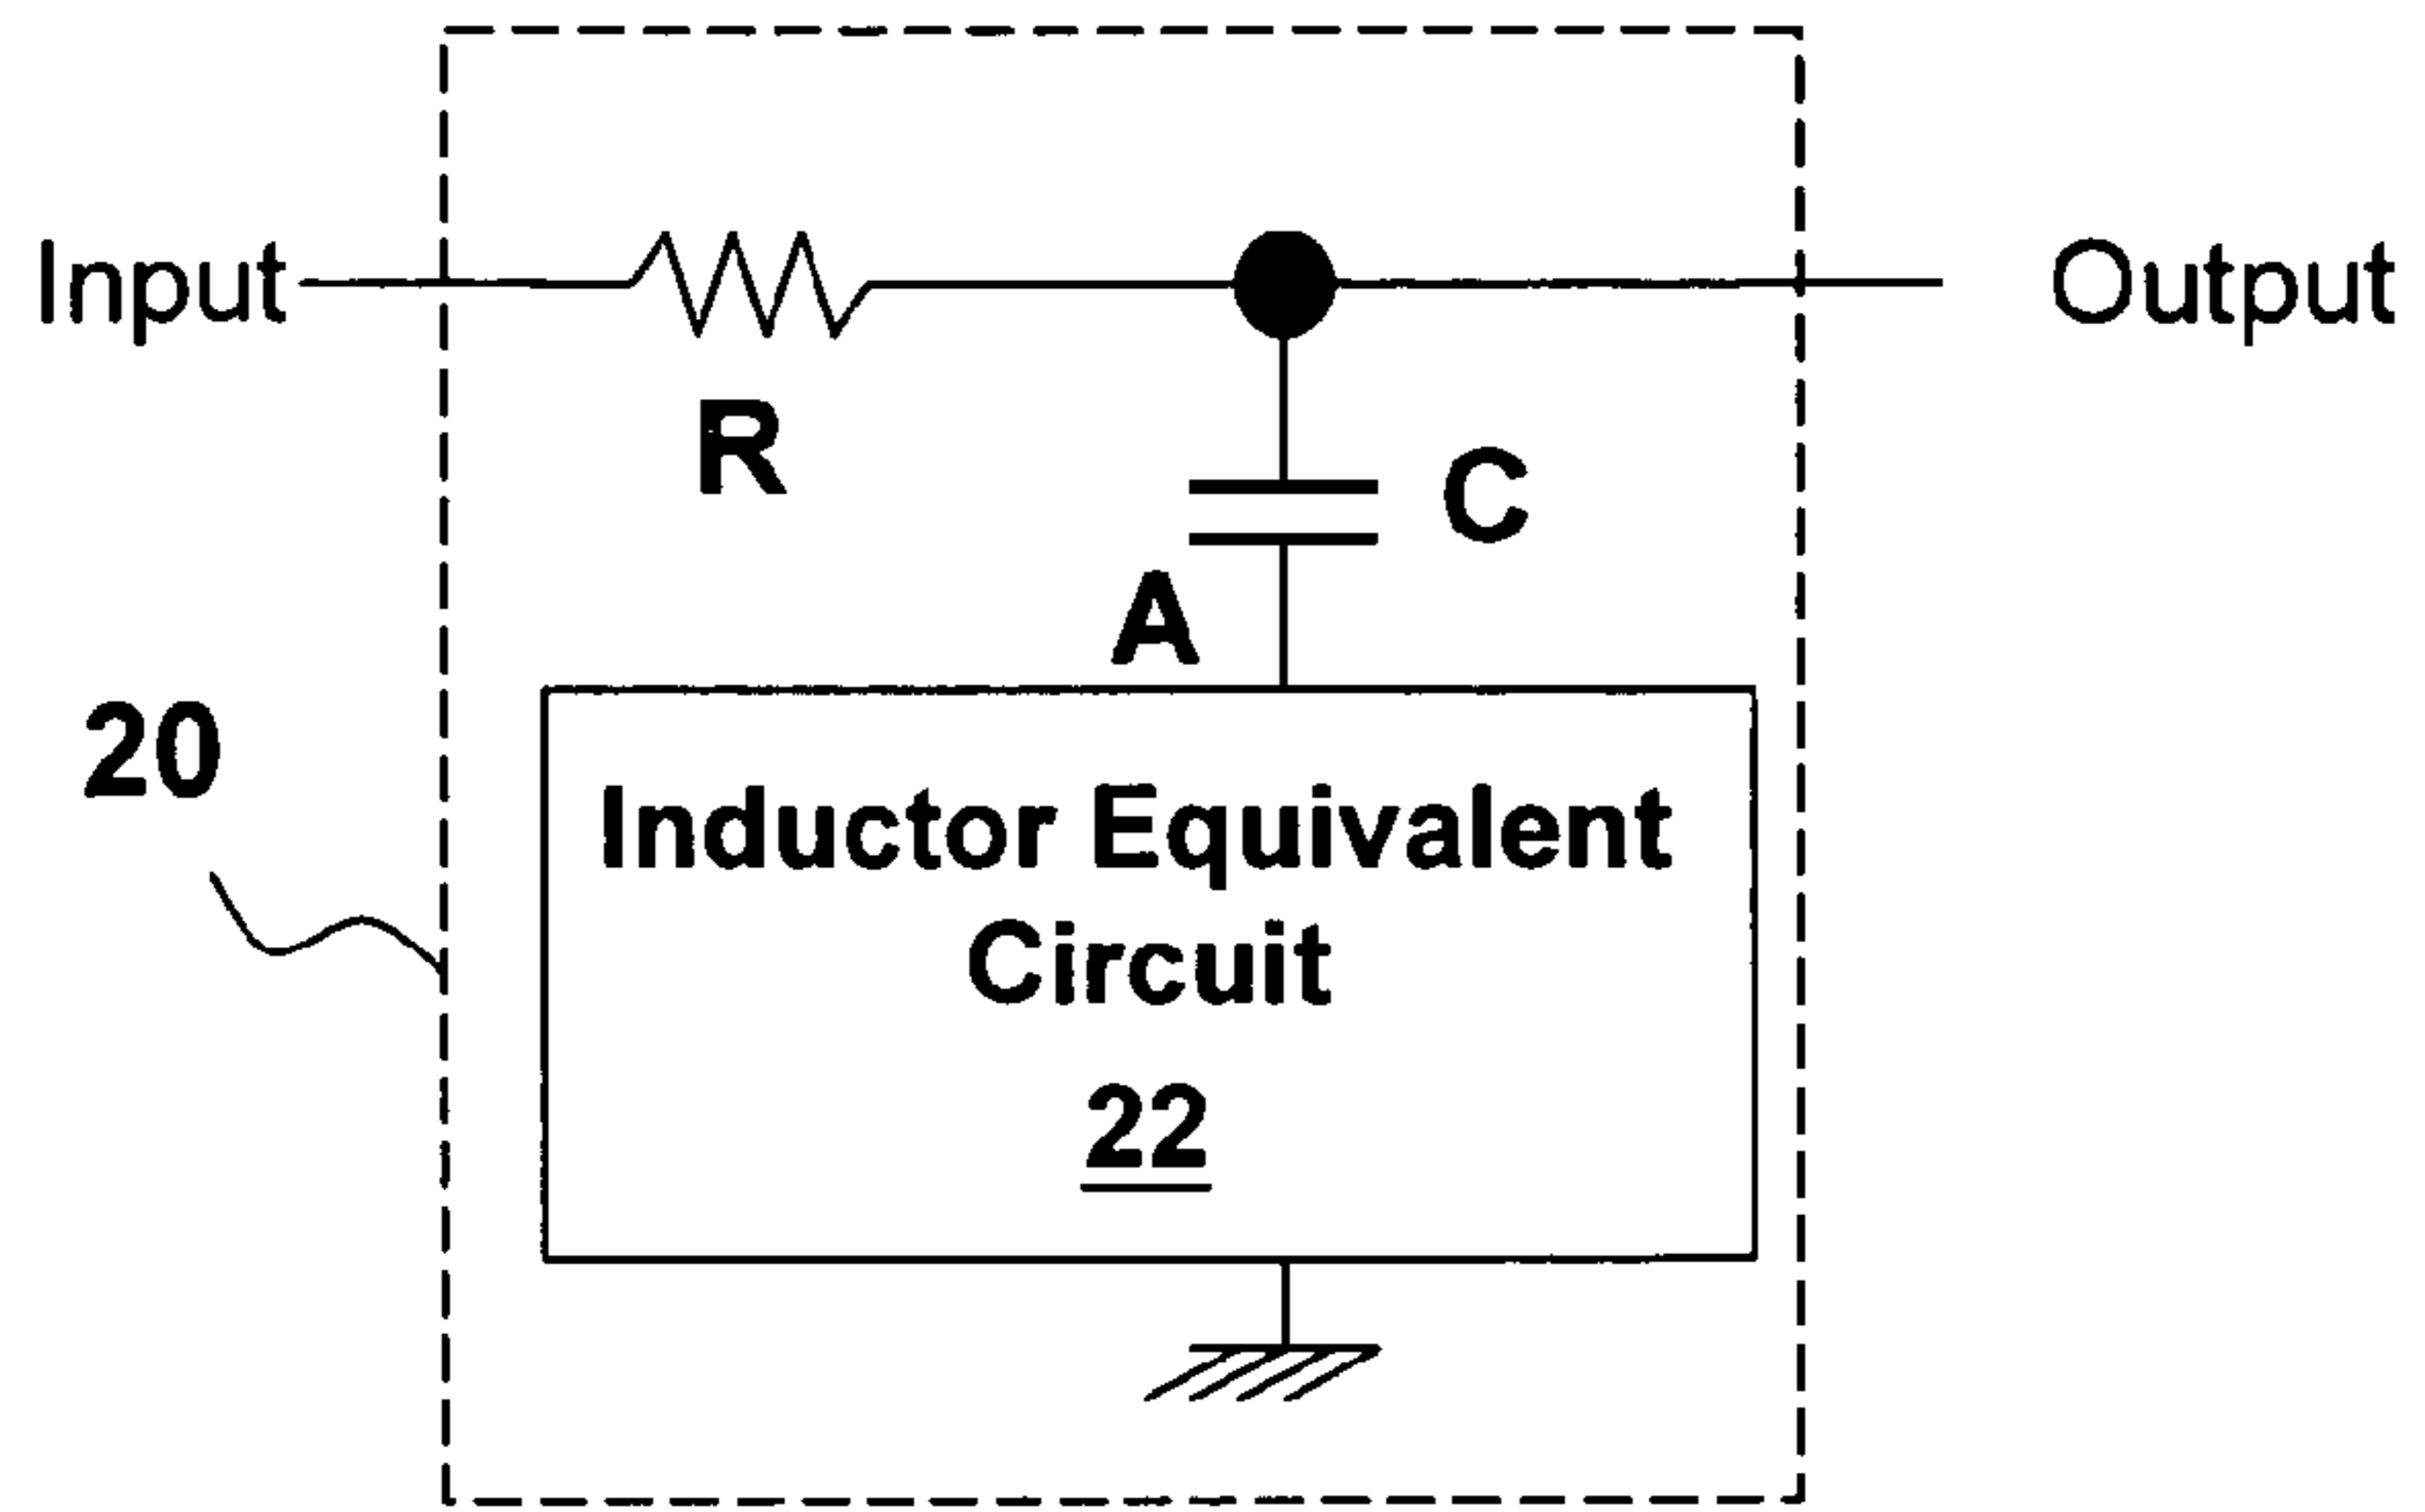 Input
Output
R
C
A
20
Inductor Equivalent
Circuit
22